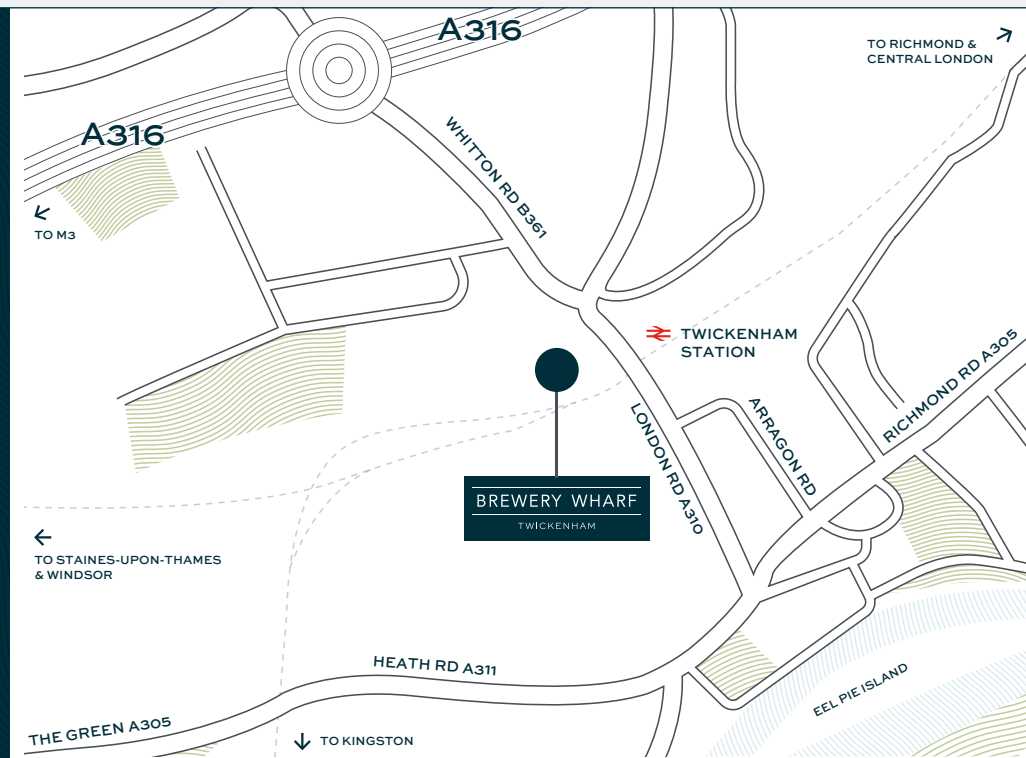 A316
TO RICHMOND &
CENTRAL LONDON
A316
WHITTON RD B361
TO M3
TWICKENHAM
STATION
RICHMOND RD A305
ARRAGON RD
LONDON RD A310
BREWERY WHARF
TWICKENHAM
TO STAINES-UPON-THAMES
& WINDSOR
HEATH RD A311
EEL PIE ISLAND
THE GREEN A305
TO KINGSTON